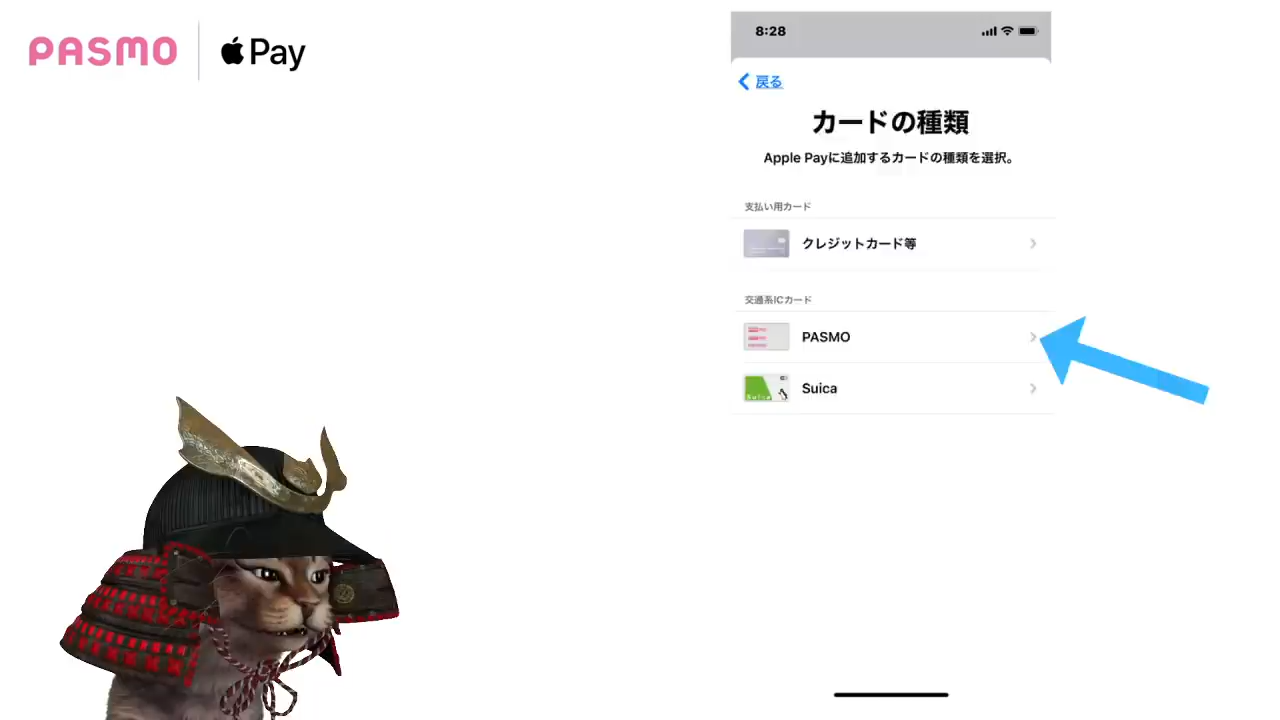 PASMO
Pay
8:28
戻る
カードの種類
Apple Payに追加するカードの種類を選択。
支払い用カード
クレジットカード等
交通系ICカード
PASMO
Suica
Suica